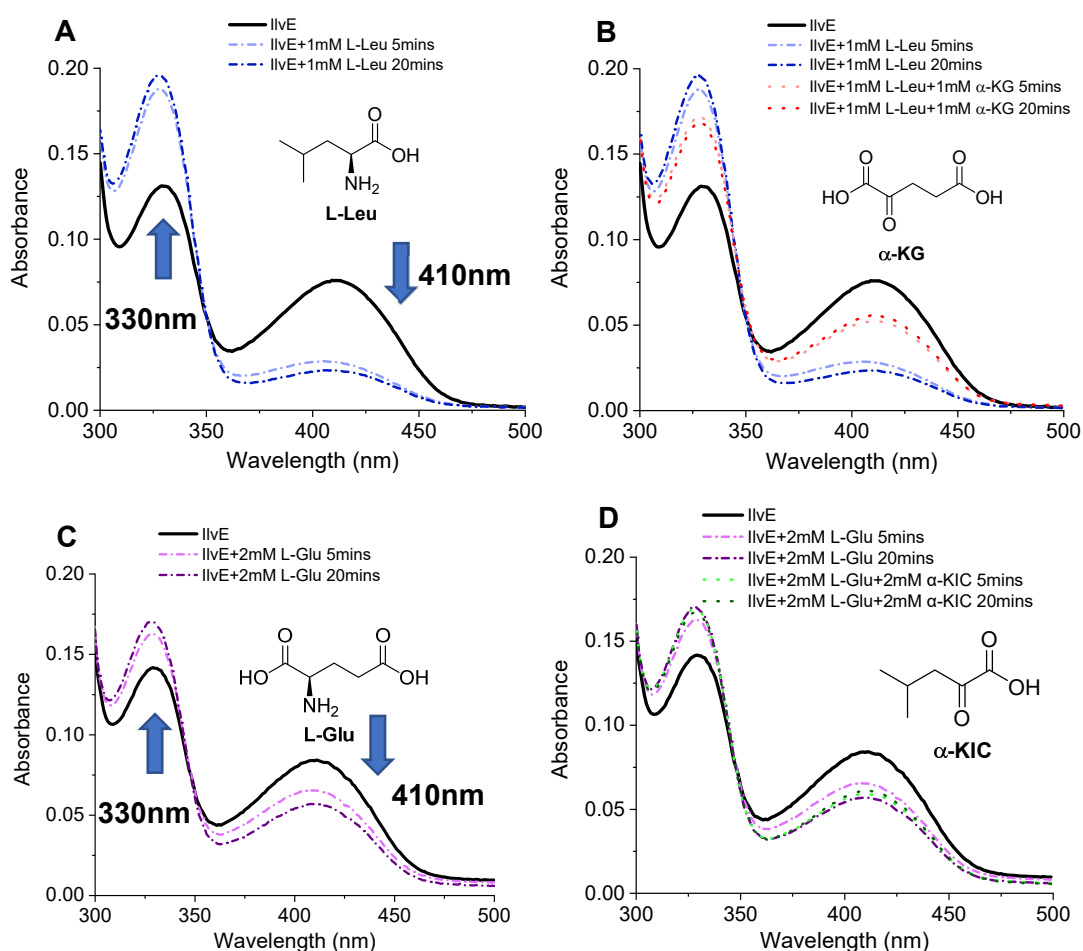 A
IlvE
IlvE+1mM L-Leu 5mins
IlvE+1mM L-Leu 20mins
0.20
0.15
0.10
0.05
0.00
Absorbance
300 350 400 450 500
Wavelength (nm)
O
OH
NH2
L-Leu
330nm
410nm
B
IlvE
IlvE+1mM L-Leu 5mins
IlvE+1mM L-Leu 20mins
IlvE+1mM L-Leu+1mM α-KG 5mins
IlvE+1mM L-Leu+1mM α-KG 20mins
0.20
0.15
0.10
0.05
0.00
Absorbance
300 350 400 450 500
Wavelength (nm)
O O
HO OH
O
α-KG
C
IlvE
IlvE+2mM L-Glu 5mins
IlvE+2mM L-Glu 20mins
0.20
0.15
0.10
0.05
0.00
Absorbance
300 350 400 450 500
Wavelength (nm)
O O
HO OH
NH2
L-Glu
330nm
410nm
D
IlvE
IlvE+2mM L-Glu 5mins
IlvE+2mM L-Glu 20mins
IlvE+2mM L-Glu+2mM α-KIC 5mins
IlvE+2mM L-Glu+2mM α-KIC 20mins
0.20
0.15
0.10
0.05
0.00
Absorbance
300 350 400 450 500
Wavelength (nm)
O
OH
O
α-KIC